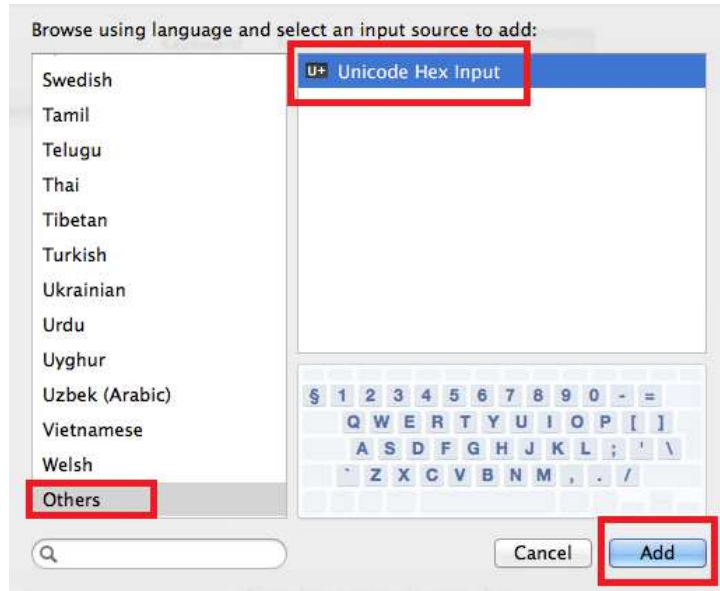 Browse using language and select an input source to add:
Swedish
Tamil
Telugu
Thai
Tibetan
Turkish
Ukrainian
Urdu
Uyghur
Uzbek (Arabic)
Vietnamese
Welsh
Others
U+ Unicode Hex Input
§ 1 2 3 4 5 6 7 8 9 0 - =
Q W E R T Y U I O P [ ]
A S D F G H J K L ; ' \
` Z X C V B N M , . /
Cancel Add